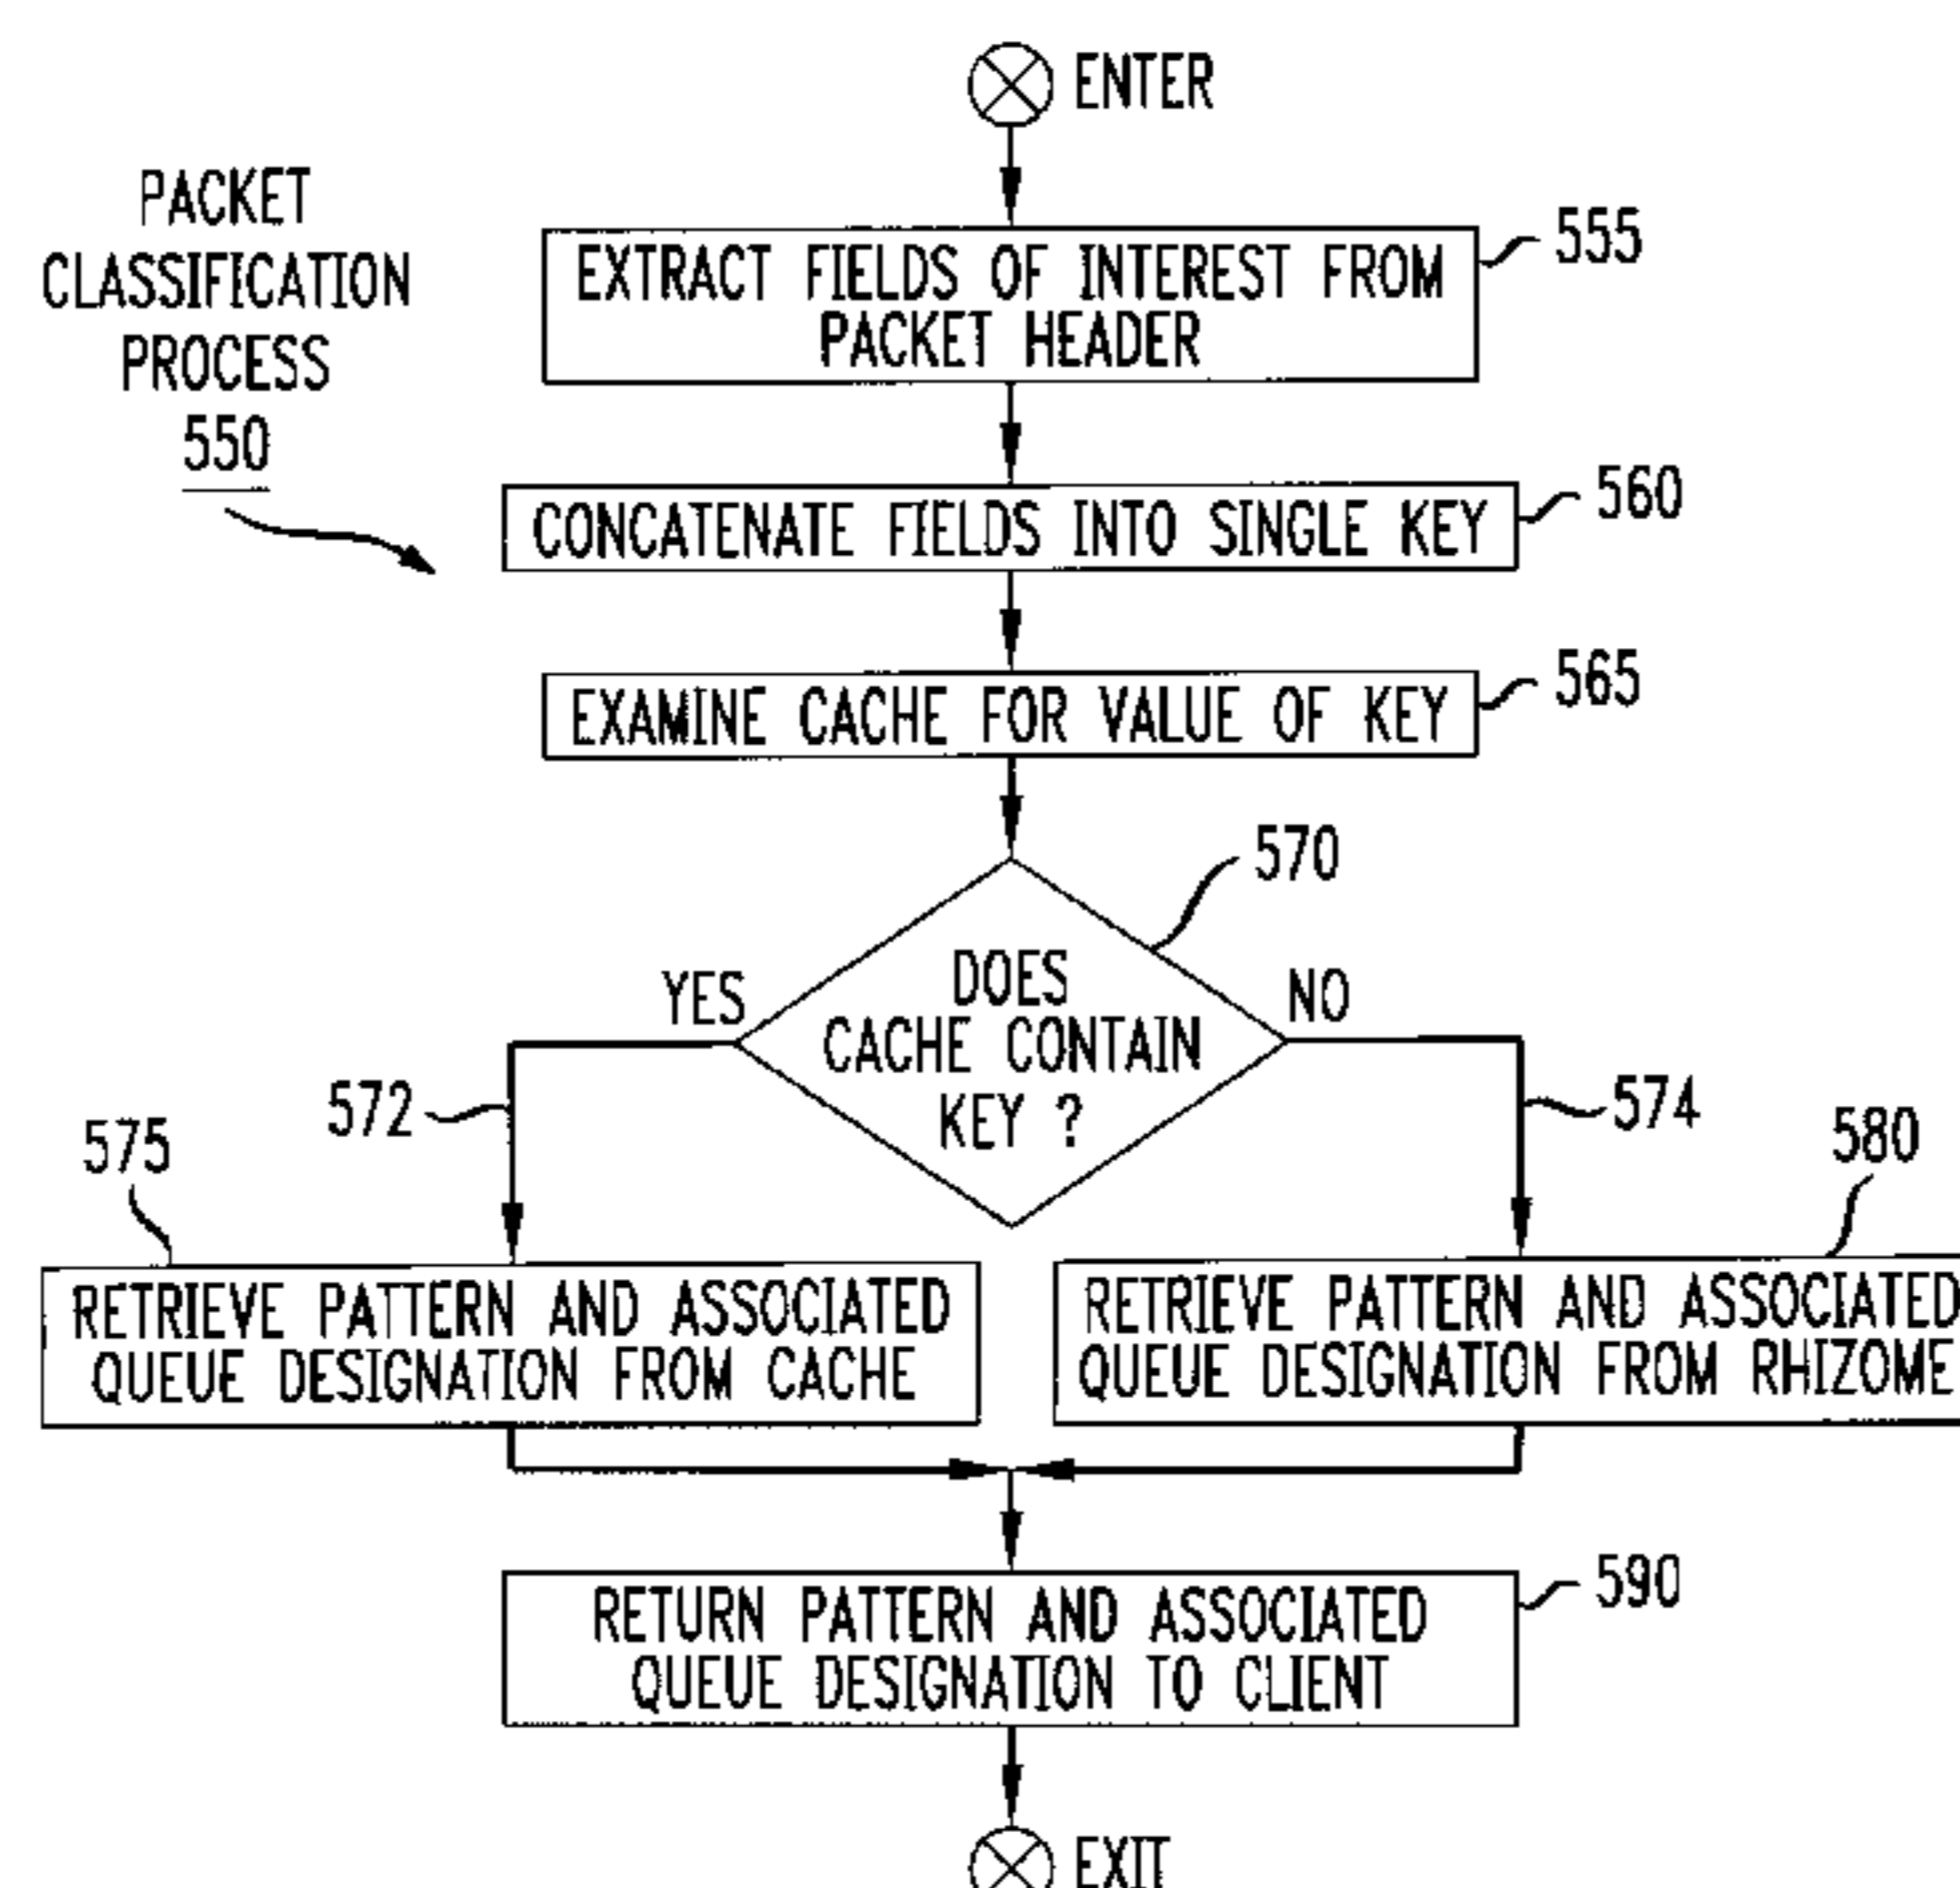 ENTER
PACKET
CLASSIFICATION
PROCESS
550
EXTRACT FIELDS OF INTEREST FROM
PACKET HEADER
555
CONCATENATE FIELDS INTO SINGLE KEY
560
EXAMINE CACHE FOR VALUE OF KEY
565
570
DOES
CACHE CONTAIN
KEY ?
YES
NO
572
574
575
580
RETRIEVE PATTERN AND ASSOCIATED
QUEUE DESIGNATION FROM CACHE
RETRIEVE PATTERN AND ASSOCIATED
QUEUE DESIGNATION FROM RHIZOME
RETURN PATTERN AND ASSOCIATED
QUEUE DESIGNATION TO CLIENT
590
EXIT